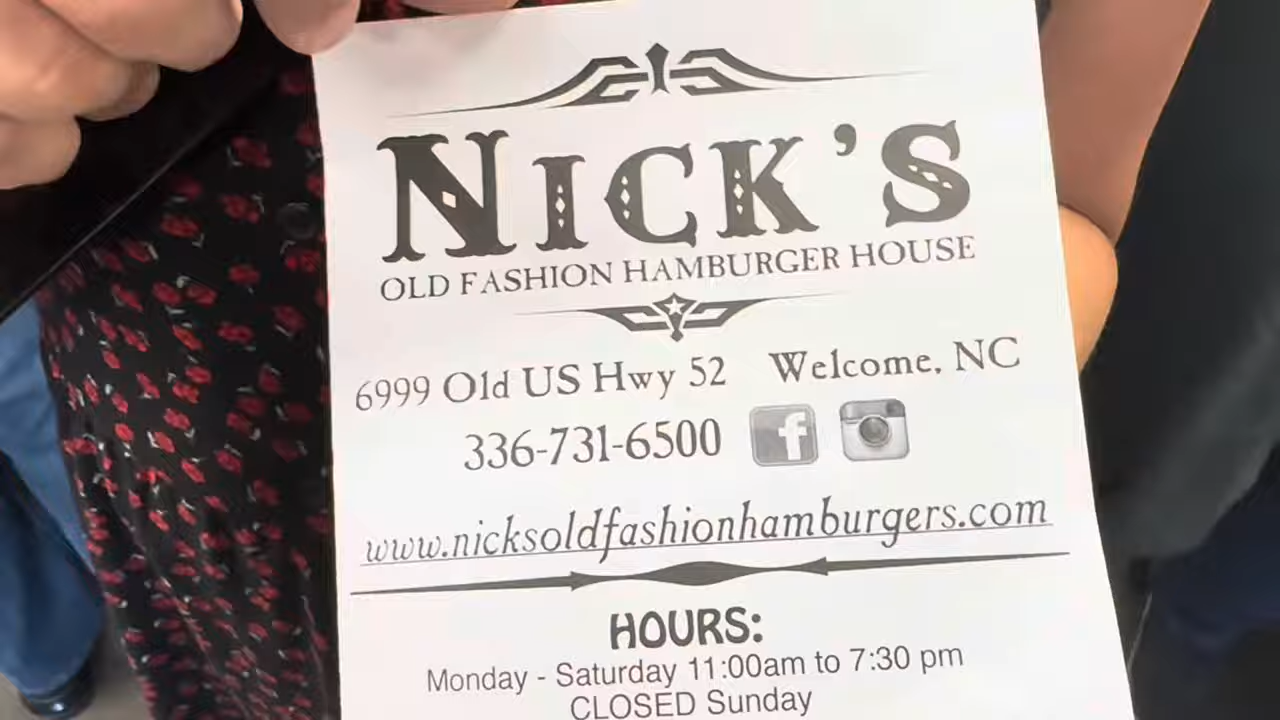 NICK'S
OLD FASHION HAMBURGER HOUSE
6999 Old US Hwy 52 Welcome, NC
336-731-6500 f
www.nicksoldfashionhamburgers.com
HOURS:
Monday - Saturday 11:00am to 7:30 pm
CLOSED Sunday